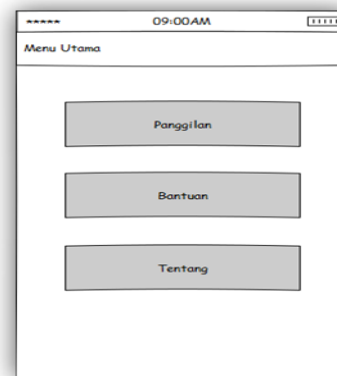 ***** 09:00AM
Menu Utama
Panggilan
Bantuan
Tentang